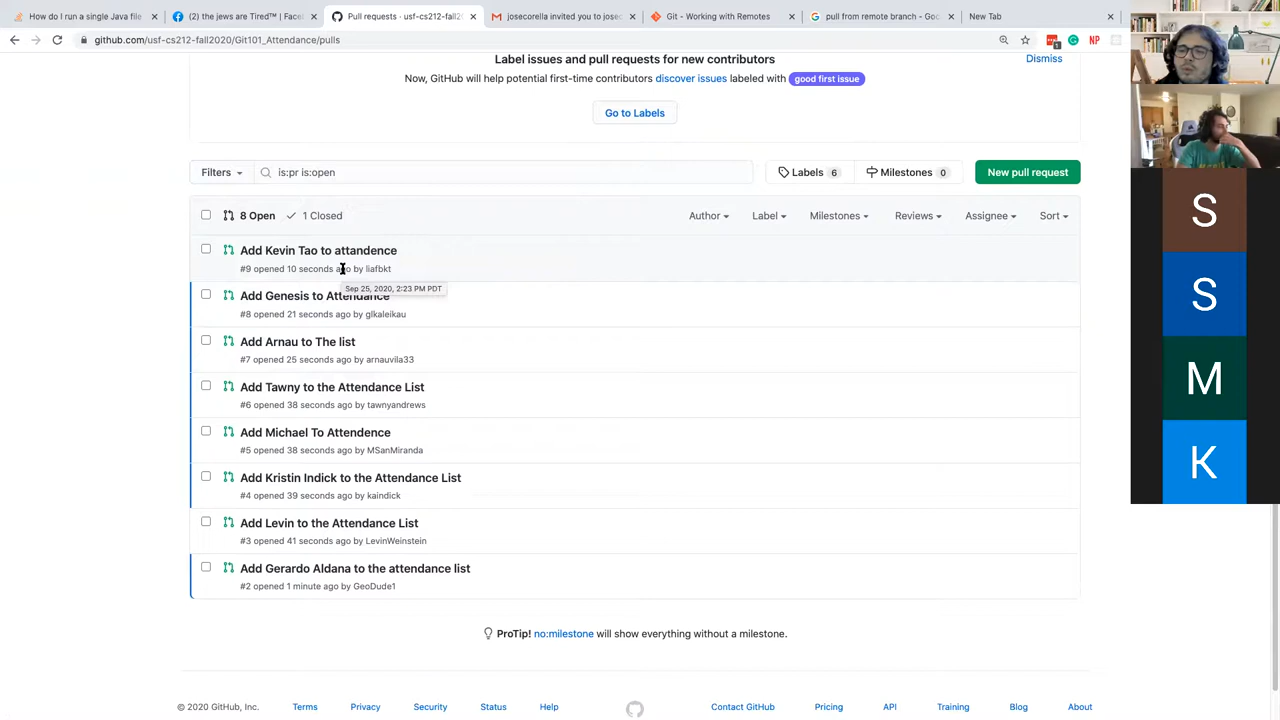 How do I run a single Java file
(2) the jews are Tired™ | Face
Pull requests · usf-cs212-fall20
josecorella invited you to josec
Git - Working with Remotes
pull from remote branch - Goo
New Tab
github.com/usf-cs212-fall2020/Git101_Attendance/pulls
1
NP
Label issues and pull requests for new contributors
Dismiss
Now, GitHub will help potential first-time contributors discover issues labeled with good first issue
Go to Labels
Filters
is:pr is:open
Labels 6
Milestones 0
New pull request
8 Open
1 Closed
Author
Label
Milestones
Reviews
Assignee
Sort
Add Kevin Tao to attandence
#9 opened 10 seconds ago by liafbkt
Sep 25, 2020, 2:23 PM PDT
Add Genesis to Attendance
#8 opened 21 seconds ago by glkaleikau
Add Arnau to The list
#7 opened 25 seconds ago by arnauvila33
Add Tawny to the Attendance List
#6 opened 38 seconds ago by tawnyandrews
Add Michael To Attendence
#5 opened 38 seconds ago by MSanMiranda
Add Kristin Indick to the Attendance List
#4 opened 39 seconds ago by kaindick
Add Levin to the Attendance List
#3 opened 41 seconds ago by LevinWeinstein
Add Gerardo Aldana to the attendance list
#2 opened 1 minute ago by GeoDude1
ProTip! no:milestone will show everything without a milestone.
© 2020 GitHub, Inc.
Terms
Privacy
Security
Status
Help
Contact GitHub
Pricing
API
Training
Blog
About
S
S
M
K